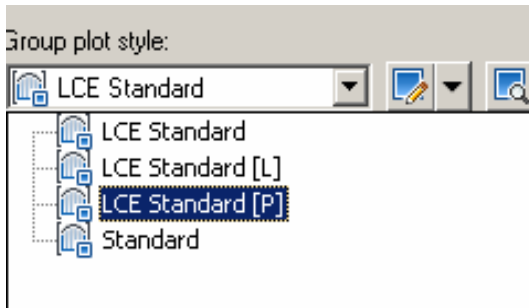 Group plot style:
LCE Standard
LCE Standard
LCE Standard [L]
LCE Standard [P]
Standard